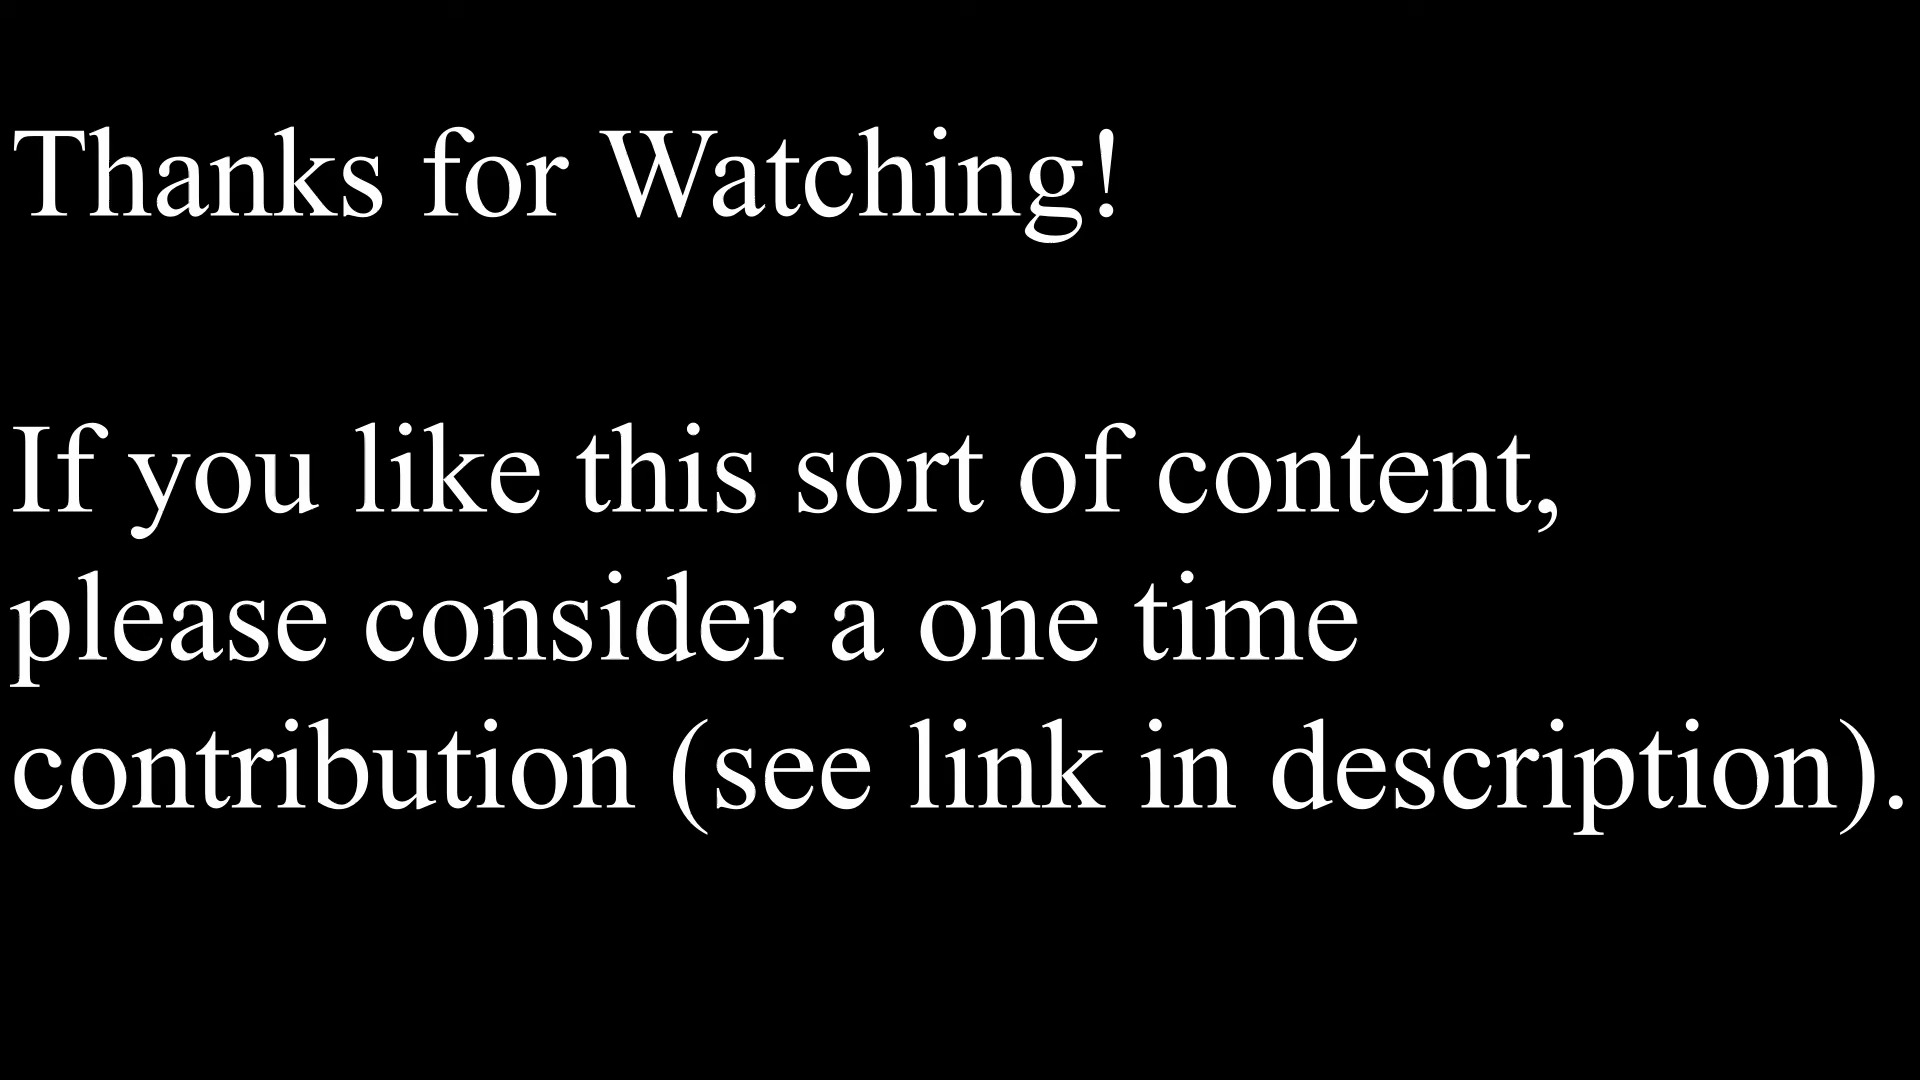 Thanks for Watching!
If you like this sort of content,
please consider a one time
contribution (see link in description).